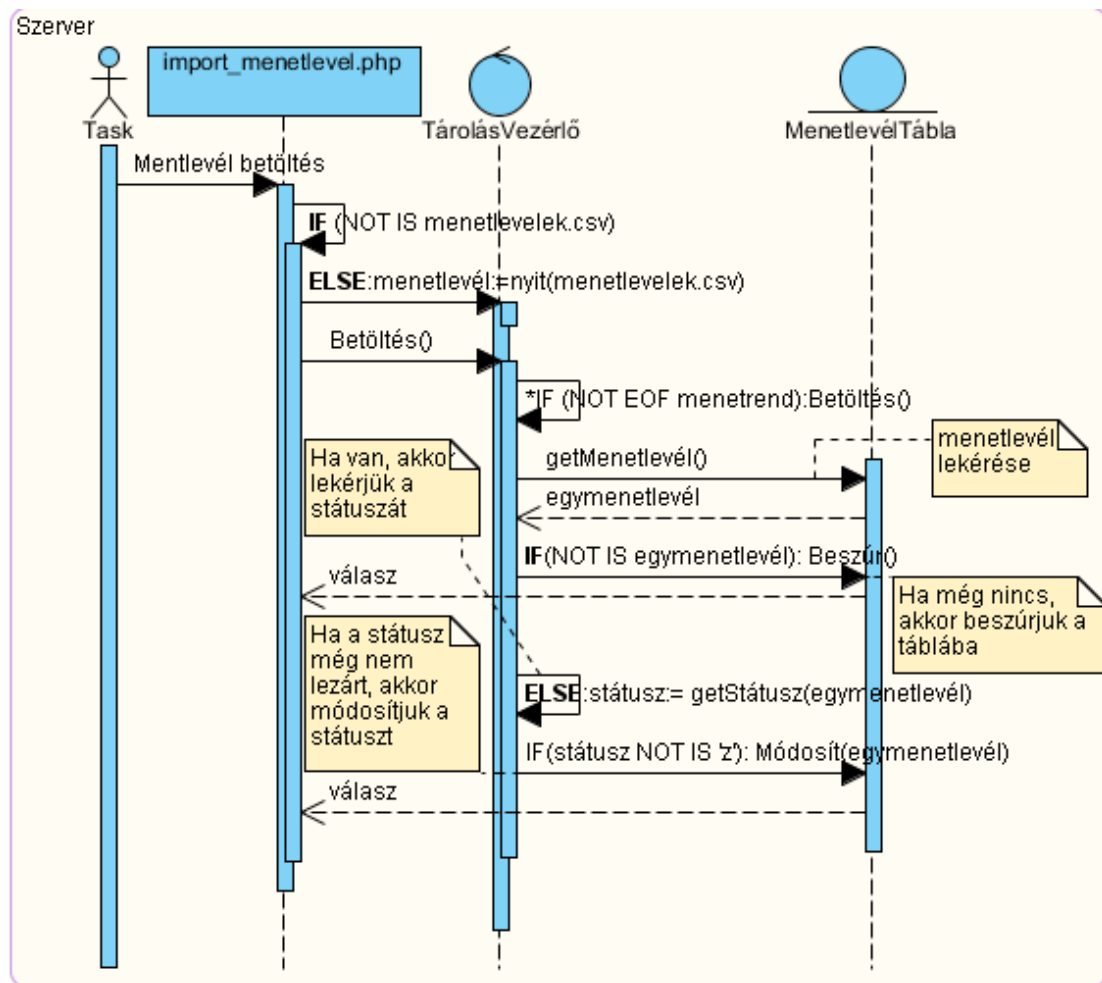 Szerver
import_menetlevel.php
Task
TárolásVezérlő
MenetlevélTábla
Mentlevél betöltés
IF (NOT IS menetlevelek.csv)
ELSE:menetlevél:=nyit(menetlevelek.csv)
Betöltés()
*IF (NOT EOF menetrend):Betöltés()
menetlevél
lekérése
Ha van, akkor
lekérjük a
státuszát
getMenetlevél()
egymenetlevél
IF(NOT IS egymenetlevél): Beszúr()
válasz
Ha még nincs,
akkor beszúrjuk a
táblába
Ha a státusz
még nem
lezárt, akkor
módosítjuk a
státuszt
ELSE:státusz:= getStátusz(egymenetlevél)
IF(státusz NOT IS 'z'): Módosít(egymenetlevél)
válasz